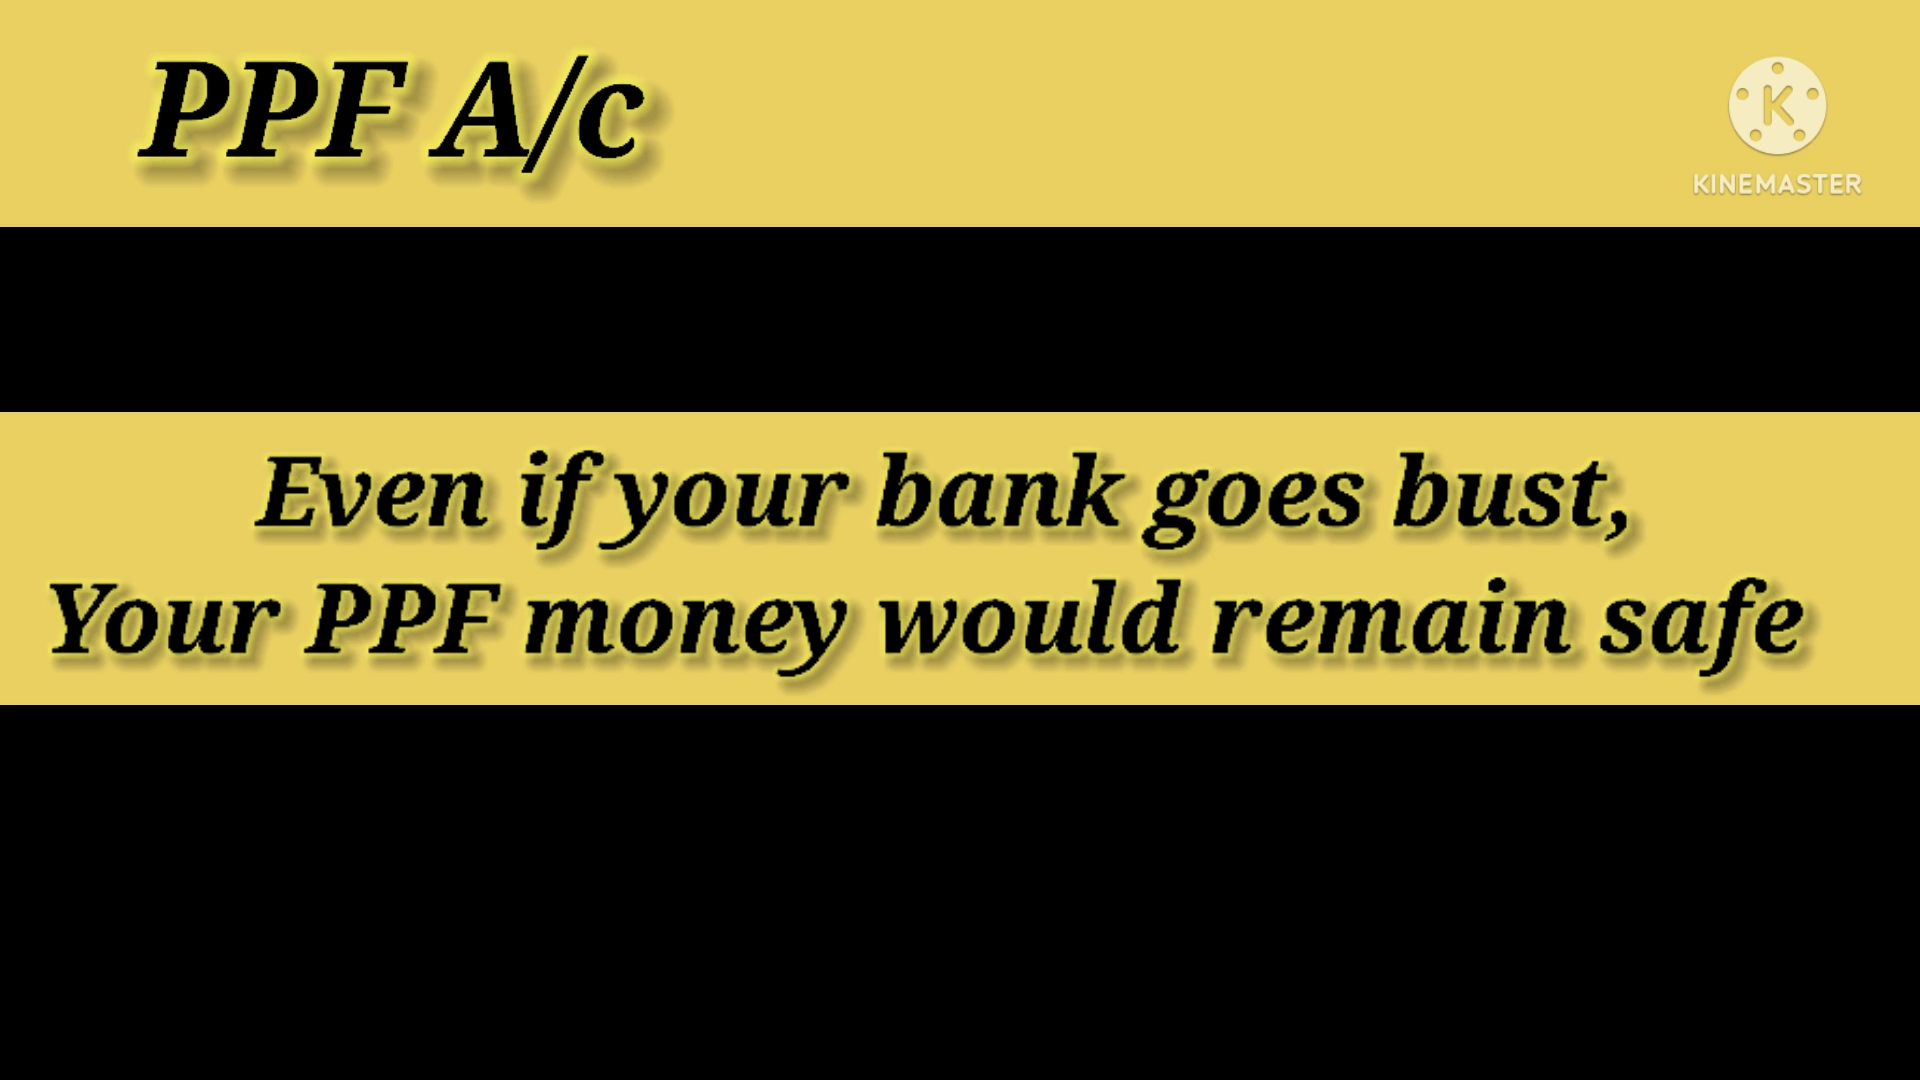 PPF A/c
K
KINEMASTER
Even if your bank goes bust,
Your PPF money would remain safe